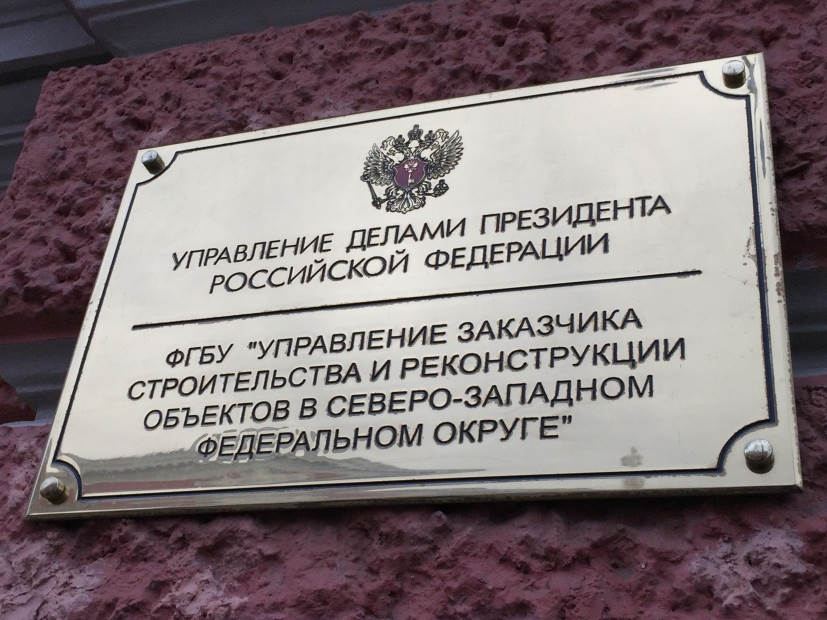 УПРАВЛЕНИЕ ДЕЛАМИ ПРЕЗИДЕНТА
РОССИЙСКОЙ ФЕДЕРАЦИИ
ФГБУ "УПРАВЛЕНИЕ ЗАКАЗЧИКА
СТРОИТЕЛЬСТВА И РЕКОНСТРУКЦИИ
ОБЪЕКТОВ В СЕВЕРО-ЗАПАДНОМ
ФЕДЕРАЛЬНОМ ОКРУГЕ"